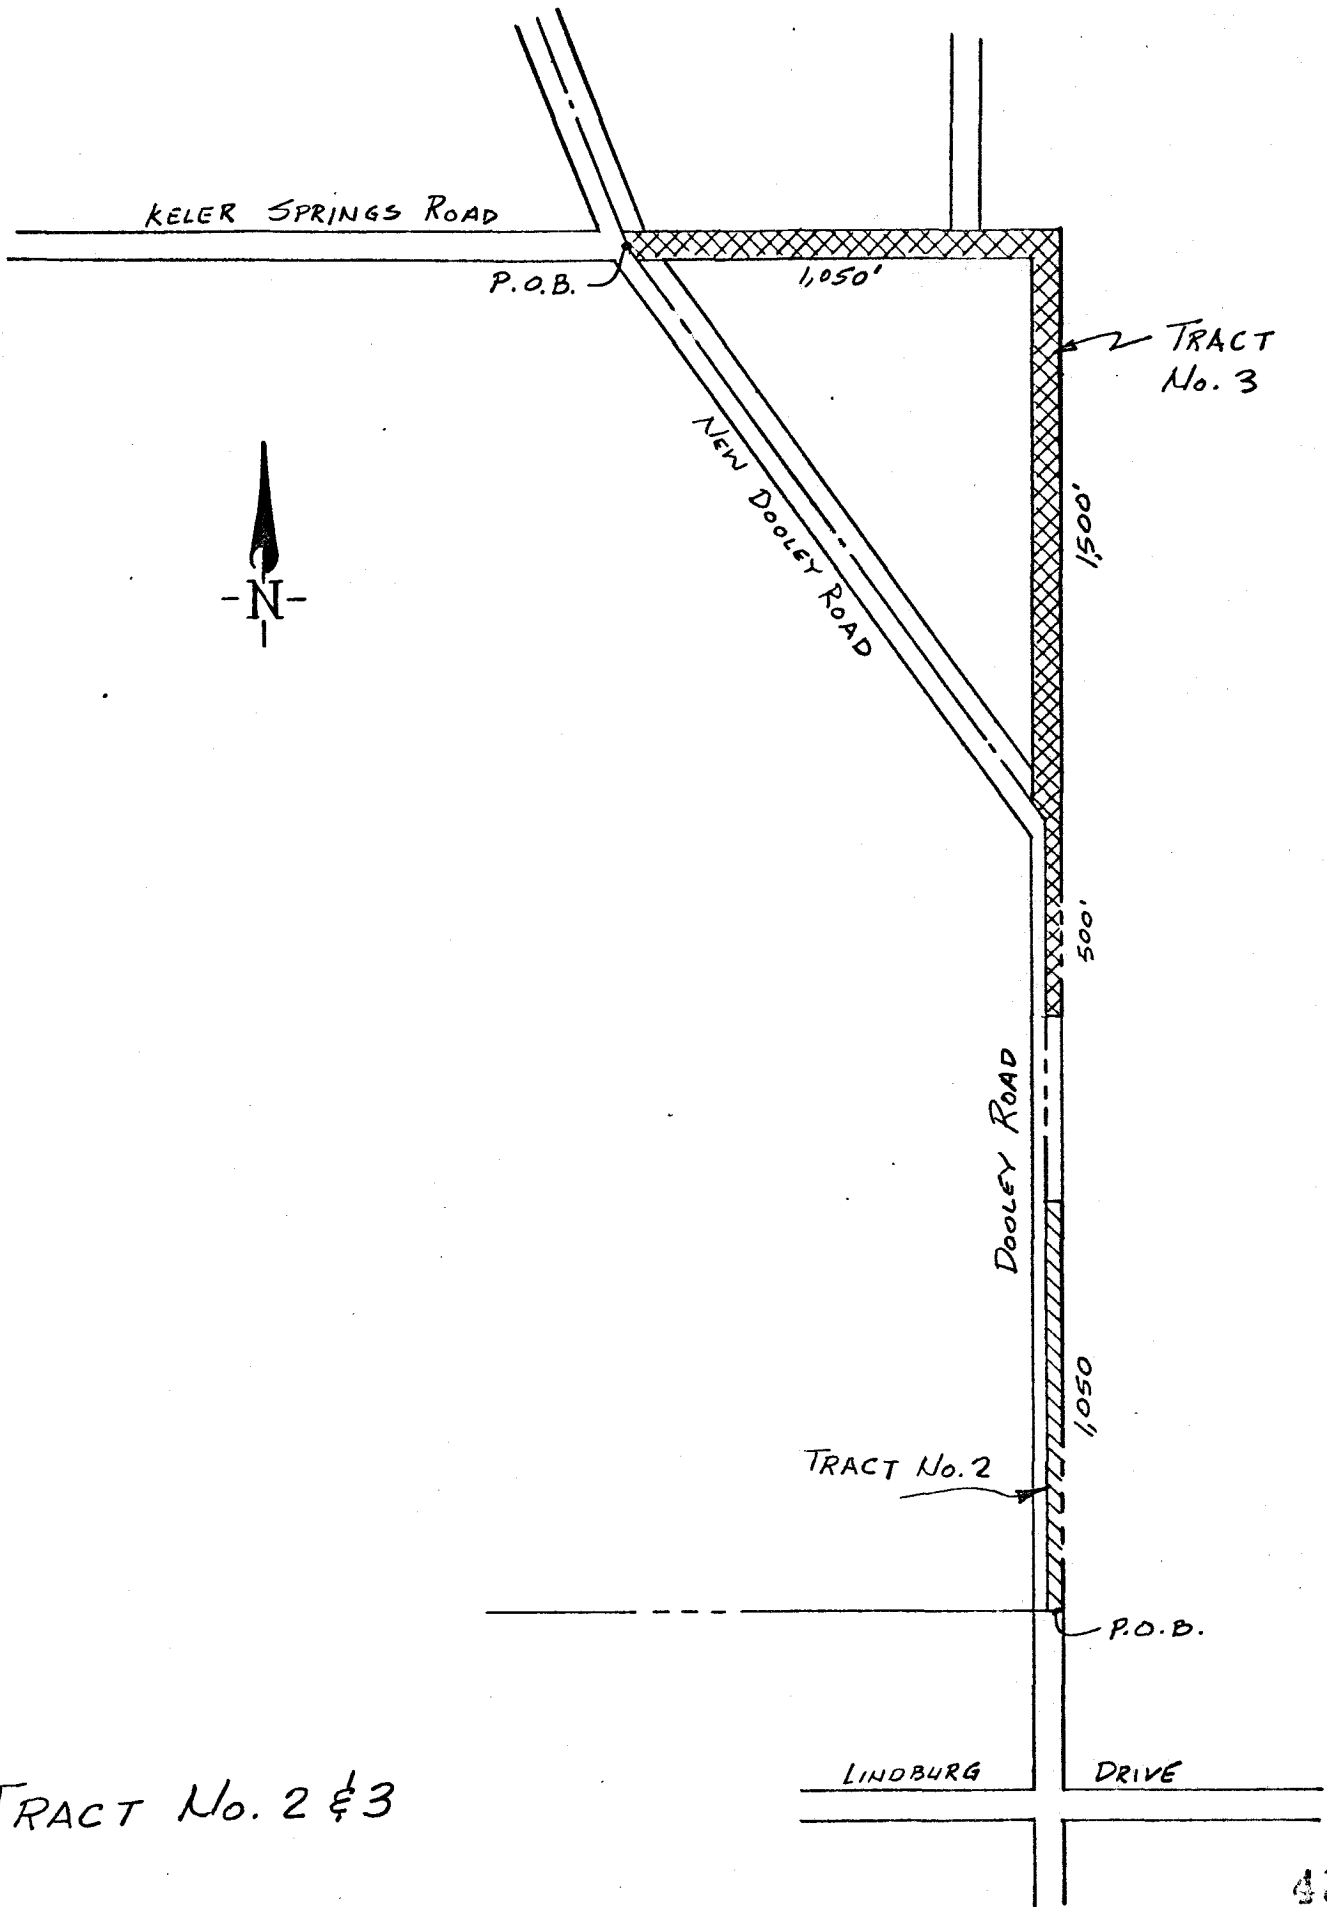 KELER SPRINGS ROAD
P.O.B.
1,050'
TRACT
No. 3
NEW DOOLEY ROAD
1,500'
-N-
500'
DOOLEY ROAD
1,050
TRACT No. 2
P.O.B.
LINDBURG DRIVE
TRACT No. 2 & 3